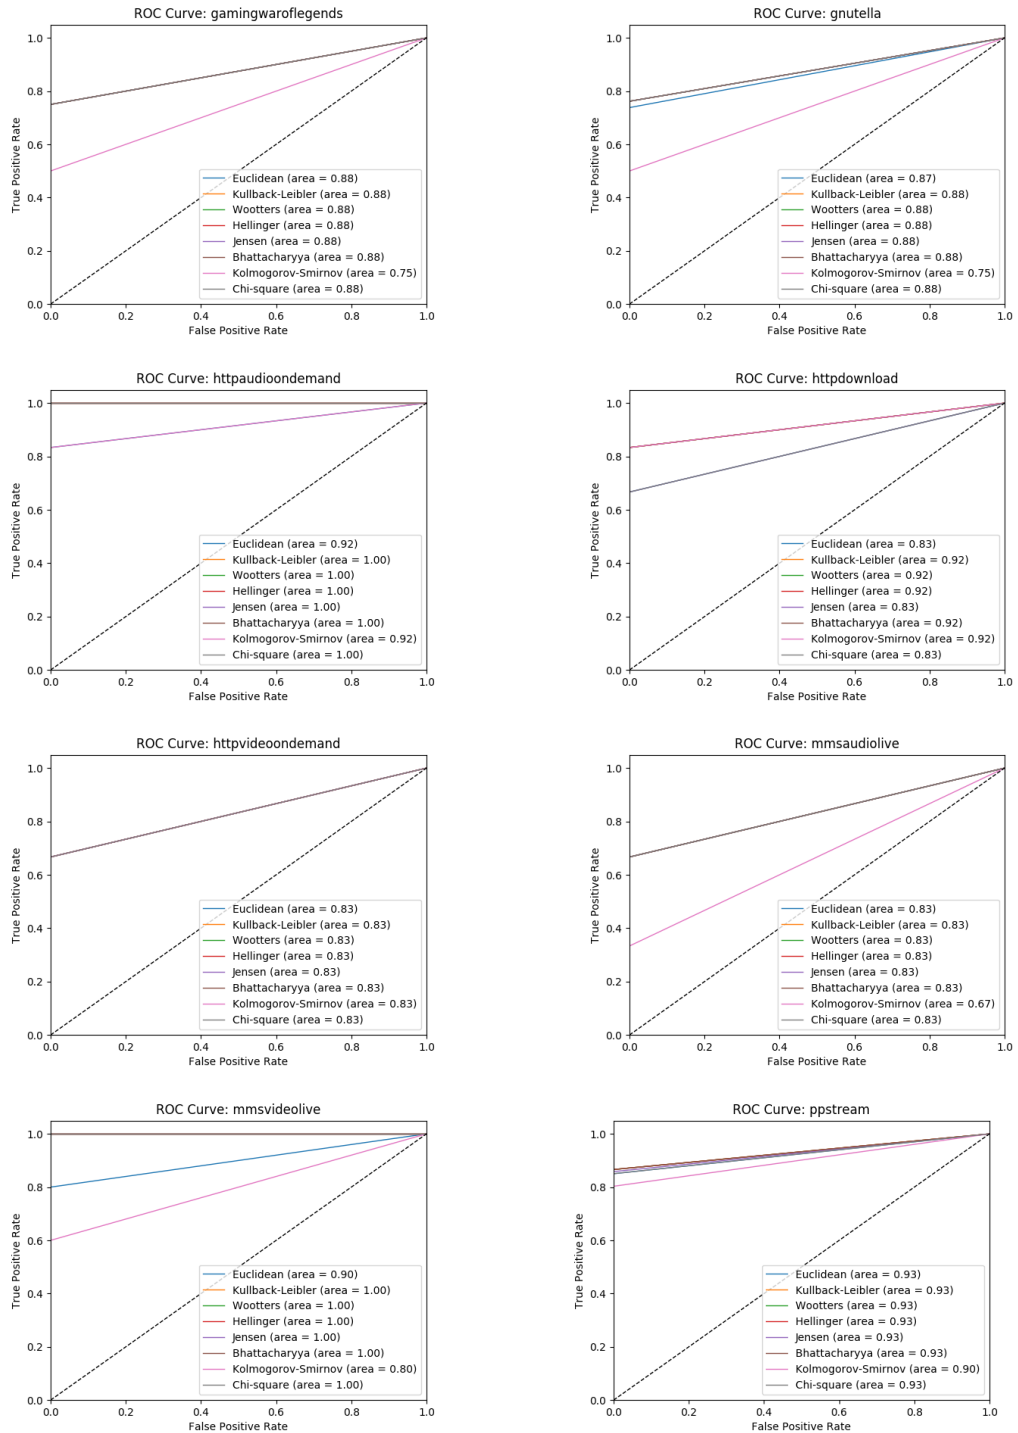 ROC Curve: gamingwaroflegends
True Positive Rate
1.0
0.8
0.6
0.4
0.2
0.0
Euclidean (area = 0.88)
Kullback-Leibler (area = 0.88)
Wootters (area = 0.88)
Hellinger (area = 0.88)
Jensen (area = 0.88)
Bhattacharyya (area = 0.88)
Kolmogorov-Smirnov (area = 0.75)
Chi-square (area = 0.88)
0.0 0.2 0.4 0.6 0.8 1.0
False Positive Rate
ROC Curve: gnutella
True Positive Rate
1.0
0.8
0.6
0.4
0.2
0.0
Euclidean (area = 0.87)
Kullback-Leibler (area = 0.88)
Wootters (area = 0.88)
Hellinger (area = 0.88)
Jensen (area = 0.88)
Bhattacharyya (area = 0.88)
Kolmogorov-Smirnov (area = 0.75)
Chi-square (area = 0.88)
0.0 0.2 0.4 0.6 0.8 1.0
False Positive Rate
ROC Curve: httpaudioondemand
True Positive Rate
1.0
0.8
0.6
0.4
0.2
0.0
Euclidean (area = 0.92)
Kullback-Leibler (area = 1.00)
Wootters (area = 1.00)
Hellinger (area = 1.00)
Jensen (area = 1.00)
Bhattacharyya (area = 1.00)
Kolmogorov-Smirnov (area = 0.92)
Chi-square (area = 1.00)
0.0 0.2 0.4 0.6 0.8 1.0
False Positive Rate
ROC Curve: httpdownload
True Positive Rate
1.0
0.8
0.6
0.4
0.2
0.0
Euclidean (area = 0.83)
Kullback-Leibler (area = 0.92)
Wootters (area = 0.92)
Hellinger (area = 0.92)
Jensen (area = 0.83)
Bhattacharyya (area = 0.92)
Kolmogorov-Smirnov (area = 0.92)
Chi-square (area = 0.83)
0.0 0.2 0.4 0.6 0.8 1.0
False Positive Rate
ROC Curve: httpvideoondemand
True Positive Rate
1.0
0.8
0.6
0.4
0.2
0.0
Euclidean (area = 0.83)
Kullback-Leibler (area = 0.83)
Wootters (area = 0.83)
Hellinger (area = 0.83)
Jensen (area = 0.83)
Bhattacharyya (area = 0.83)
Kolmogorov-Smirnov (area = 0.83)
Chi-square (area = 0.83)
0.0 0.2 0.4 0.6 0.8 1.0
False Positive Rate
ROC Curve: mmsaudiolive
True Positive Rate
1.0
0.8
0.6
0.4
0.2
0.0
Euclidean (area = 0.83)
Kullback-Leibler (area = 0.83)
Wootters (area = 0.83)
Hellinger (area = 0.83)
Jensen (area = 0.83)
Bhattacharyya (area = 0.83)
Kolmogorov-Smirnov (area = 0.67)
Chi-square (area = 0.83)
0.0 0.2 0.4 0.6 0.8 1.0
False Positive Rate
ROC Curve: mmsvideolive
True Positive Rate
1.0
0.8
0.6
0.4
0.2
0.0
Euclidean (area = 0.90)
Kullback-Leibler (area = 1.00)
Wootters (area = 1.00)
Hellinger (area = 1.00)
Jensen (area = 1.00)
Bhattacharyya (area = 1.00)
Kolmogorov-Smirnov (area = 0.80)
Chi-square (area = 1.00)
0.0 0.2 0.4 0.6 0.8 1.0
False Positive Rate
ROC Curve: ppstream
True Positive Rate
1.0
0.8
0.6
0.4
0.2
0.0
Euclidean (area = 0.93)
Kullback-Leibler (area = 0.93)
Wootters (area = 0.93)
Hellinger (area = 0.93)
Jensen (area = 0.93)
Bhattacharyya (area = 0.93)
Kolmogorov-Smirnov (area = 0.90)
Chi-square (area = 0.93)
0.0 0.2 0.4 0.6 0.8 1.0
False Positive Rate